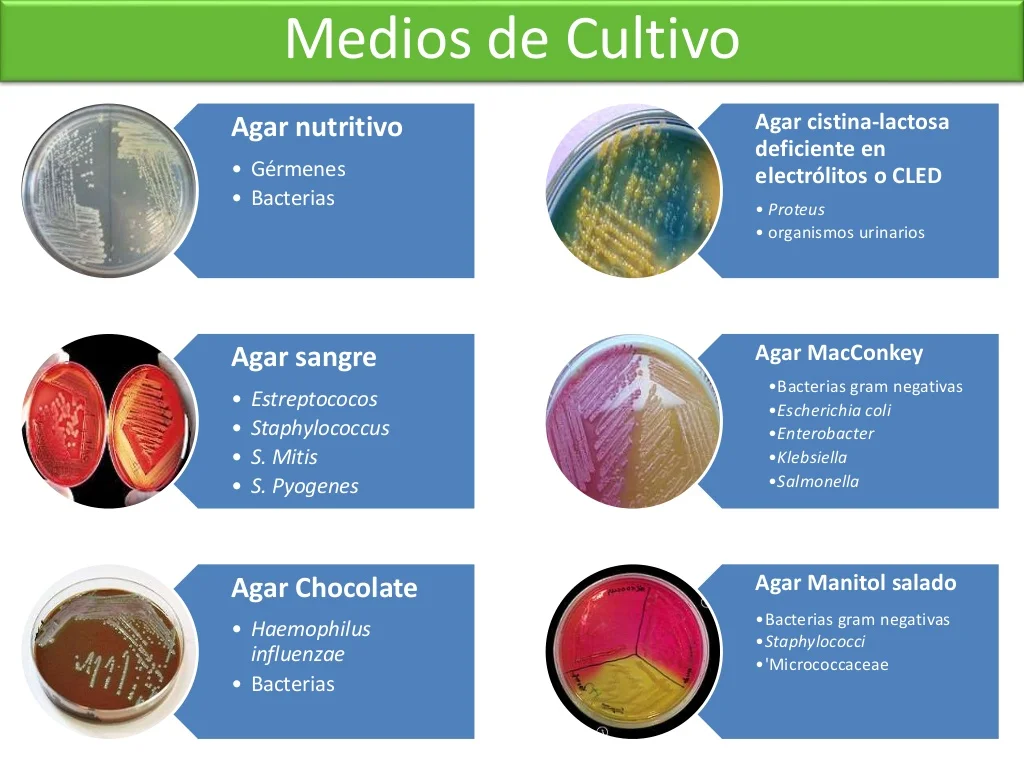 Medios de Cultivo
Agar nutritivo
• Gérmenes
• Bacterias
Agar cistina-lactosa
deficiente en
electrólitos o CLED
• Proteus
• organismos urinarios
Agar sangre
• Estreptococos
• Staphylococcus
• S. Mitis
• S. Pyogenes
Agar MacConkey
•Bacterias gram negativas
•Escherichia coli
•Enterobacter
•Klebsiella
•Salmonella
Agar Chocolate
• Haemophilus
influenzae
• Bacterias
Agar Manitol salado
•Bacterias gram negativas
•Staphylococci
•'Micrococcaceae